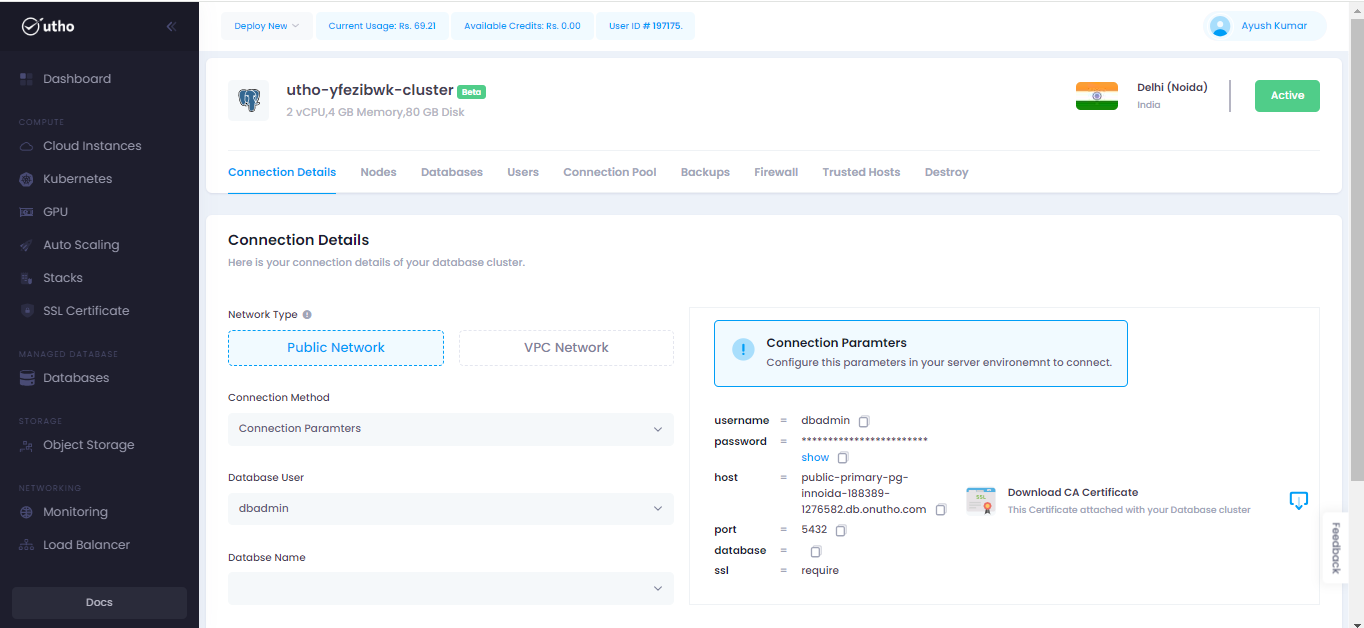 utho
Deploy New
Current Usage: Rs. 69.21
Available Credits: Rs. 0.00
User ID # 197175.
Ayush Kumar
Dashboard
COMPUTE
Cloud Instances
Kubernetes
GPU
Auto Scaling
Stacks
SSL Certificate
MANAGED DATABASE
Databases
STORAGE
Object Storage
NETWORKING
Monitoring
Load Balancer
Docs
utho-yfezibwk-cluster Beta
2 vCPU,4 GB Memory,80 GB Disk
Delhi (Noida)
India
Active
Connection Details Nodes Databases Users Connection Pool Backups Firewall Trusted Hosts Destroy
Connection Details
Here is your connection details of your database cluster.
Network Type
Public Network
VPC Network
Connection Method
Connection Paramters
Database User
dbadmin
Databse Name
Connection Paramters
Configure this parameters in your server environemnt to connect.
username = dbadmin
password = ************************
show
host = public-primary-pg-
innoida-188389-
1276582.db.onutho.com
port = 5432
database =
ssl = require
SSL
Download CA Certificate
This Certificate attached with your Database cluster
Feedback